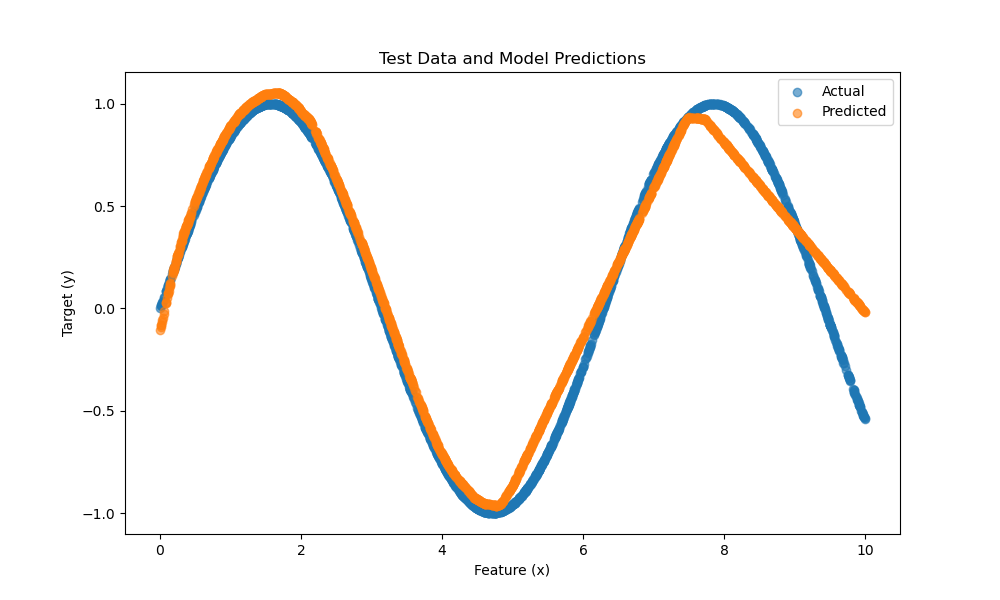 Test Data and Model Predictions
Actual
Predicted
1.0
0.5
0.0
−0.5
−1.0
Target (y)
0 2 4 6 8 10
Feature (x)